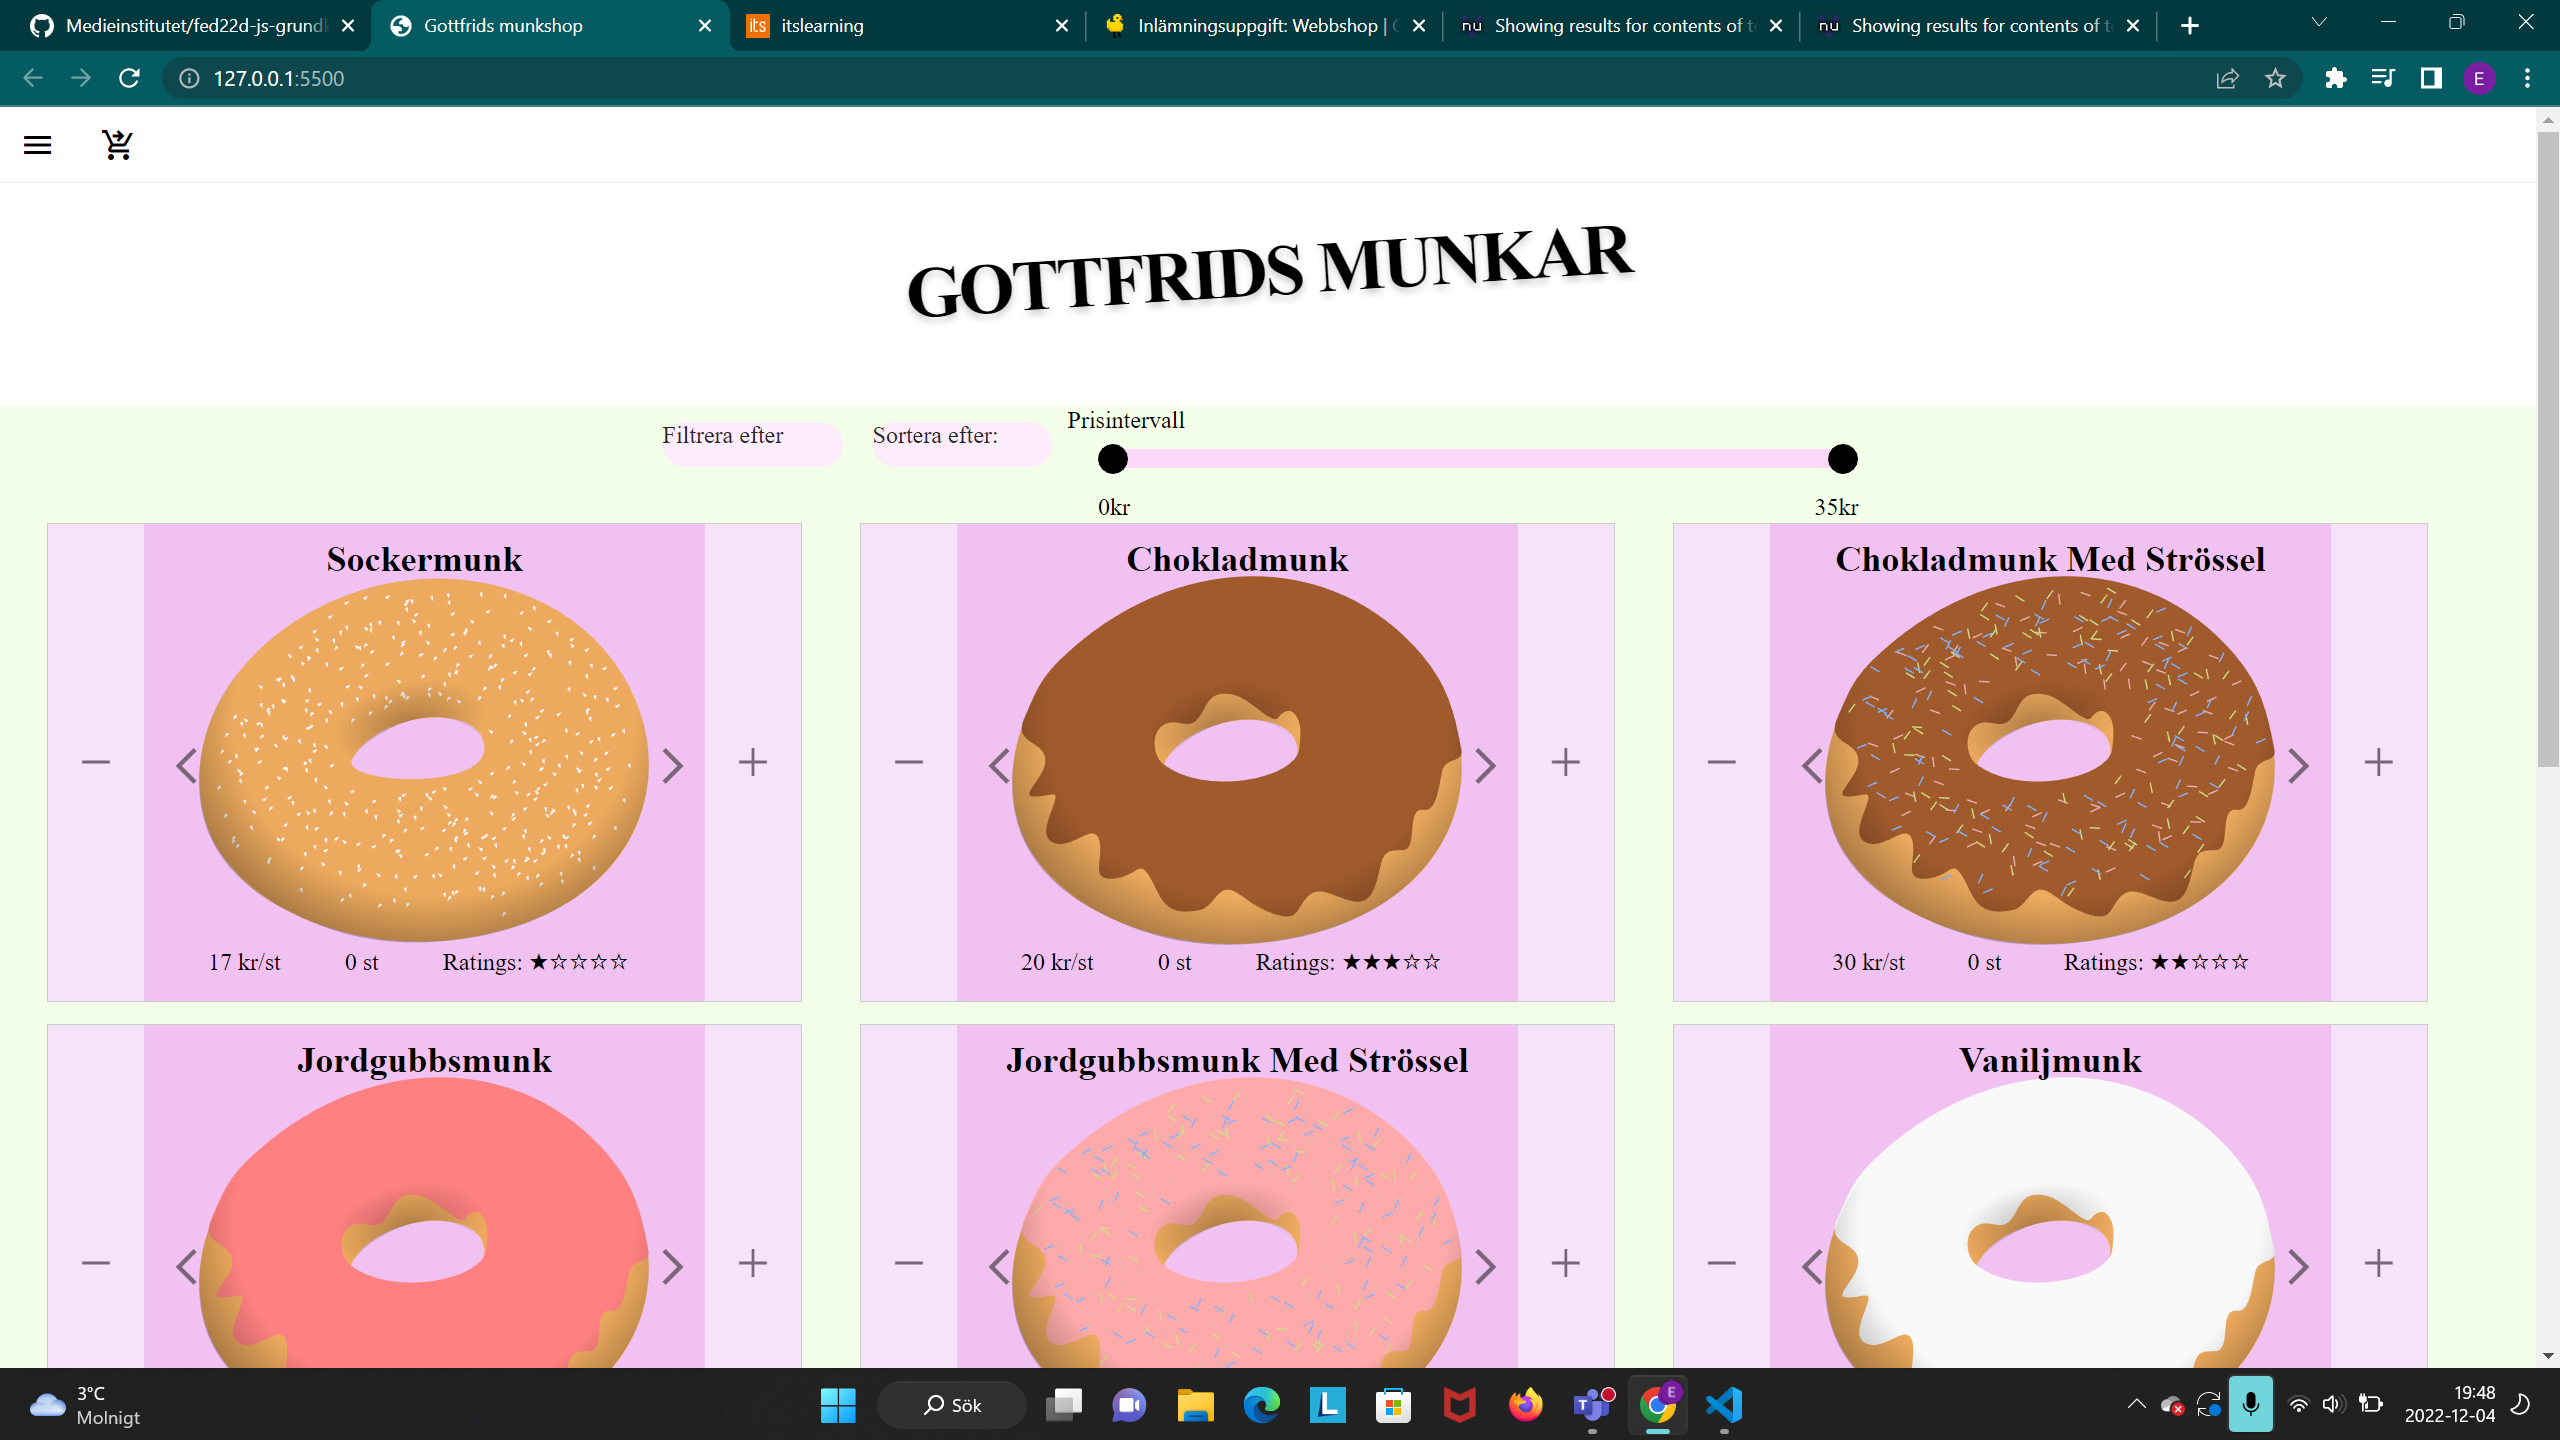 Medieinstitutet/fed22d-js-grundk
Gottfrids munkshop
its
itslearning
Inlämningsuppgift: Webbshop |
nu
Showing results for contents of
nu
Showing results for contents of
127.0.0.1:5500
E
GOTTFRIDS MUNKAR
Filtrera efter
Sortera efter:
Prisintervall
0kr
35kr
Sockermunk
17 kr/st
0 st
Ratings: ★☆☆☆☆
Chokladmunk
20 kr/st
0 st
Ratings: ★★★☆☆
Chokladmunk Med Strössel
30 kr/st
0 st
Ratings: ★★☆☆☆
Jordgubbsmunk
Jordgubbsmunk Med Strössel
Vaniljmunk
3°C
Molnigt
Sök
L
T
E
19:48
2022-12-04